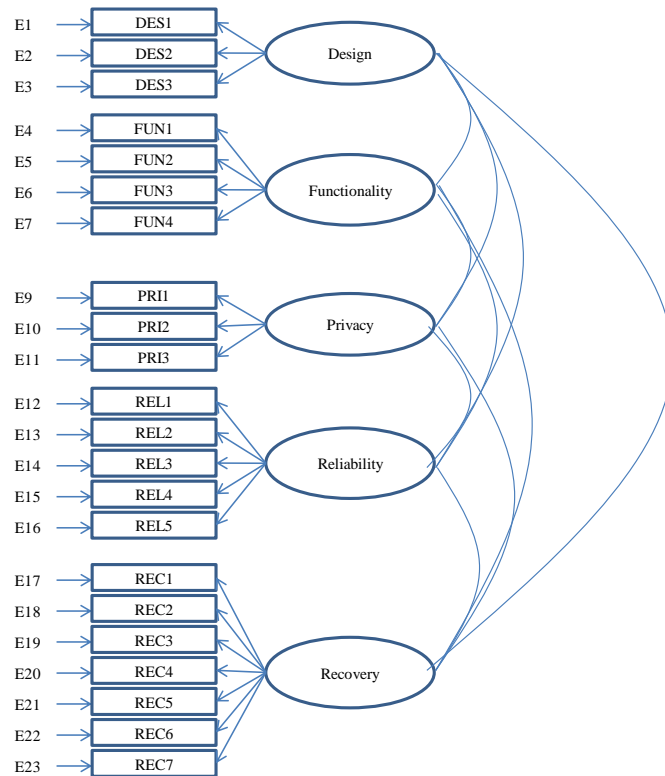 E1 DES1
E2 DES2 Design
E3 DES3
E4 FUN1
E5 FUN2
E6 FUN3 Functionality
E7 FUN4
E9 PRI1
E10 PRI2 Privacy
E11 PRI3
E12 REL1
E13 REL2
E14 REL3 Reliability
E15 REL4
E16 REL5
E17 REC1
E18 REC2
E19 REC3
E20 REC4 Recovery
E21 REC5
E22 REC6
E23 REC7